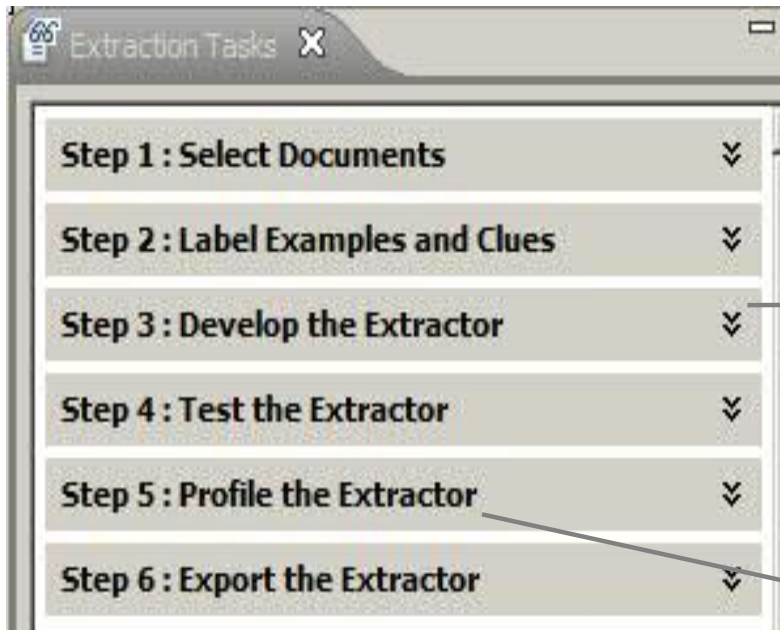 Extraction Tasks
Step 1 : Select Documents
Step 2 : Label Examples and Clues
Step 3 : Develop the Extractor
Step 4 : Test the Extractor
Step 5 : Profile the Extractor
Step 6 : Export the Extractor